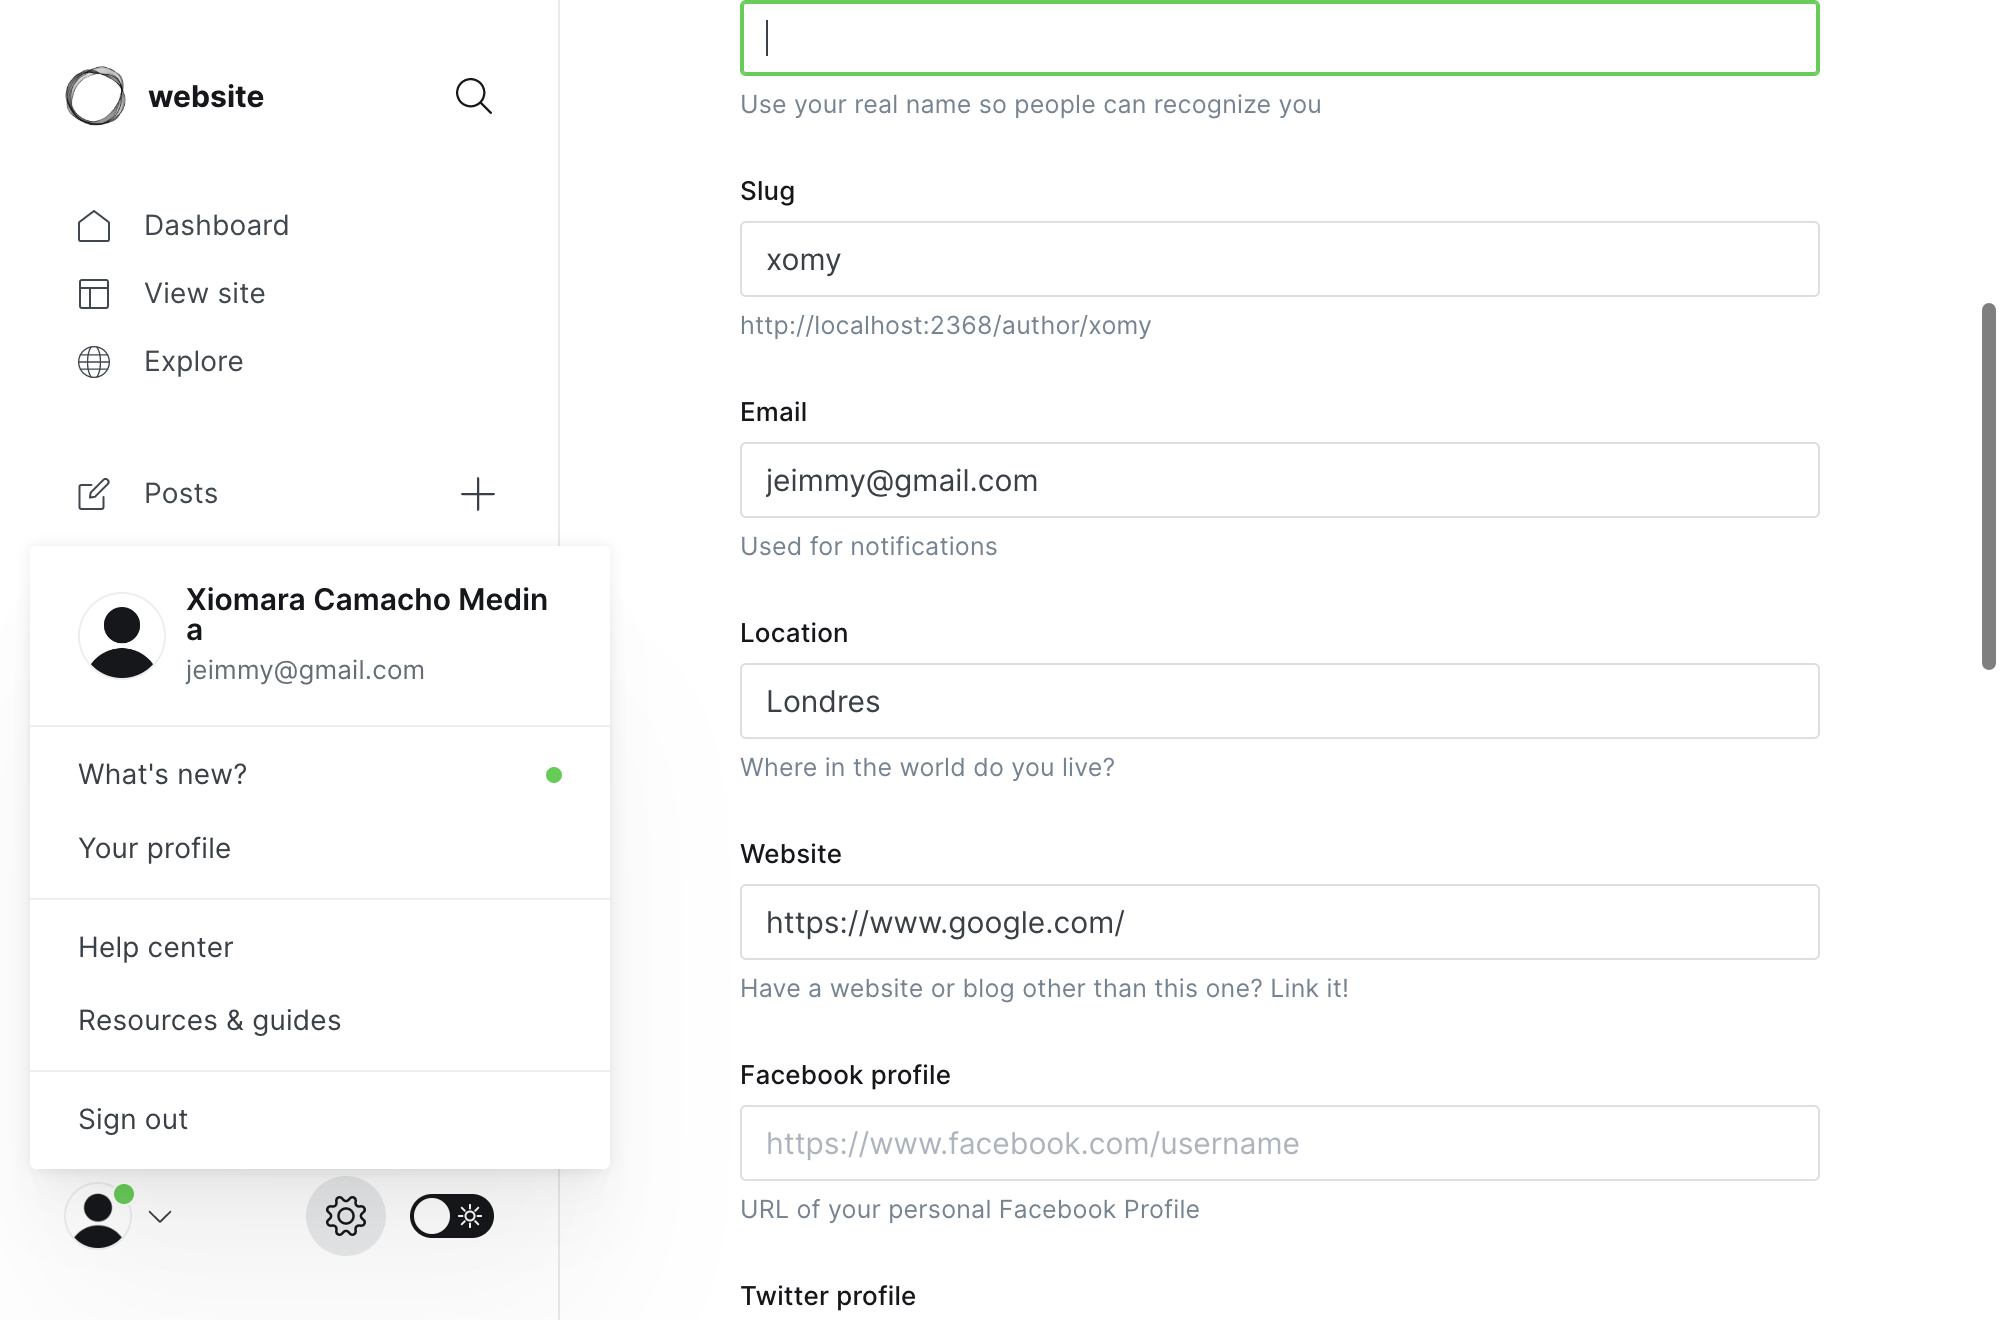 website
Dashboard
View site
Explore
Posts
Xiomara Camacho Medin
a
jeimmy@gmail.com
What's new?
Your profile
Help center
Resources & guides
Sign out
Use your real name so people can recognize you
Slug
xomy
http://localhost:2368/author/xomy
Email
jeimmy@gmail.com
Used for notifications
Location
Londres
Where in the world do you live?
Website
https://www.google.com/
Have a website or blog other than this one? Link it!
Facebook profile
https://www.facebook.com/username
URL of your personal Facebook Profile
Twitter profile